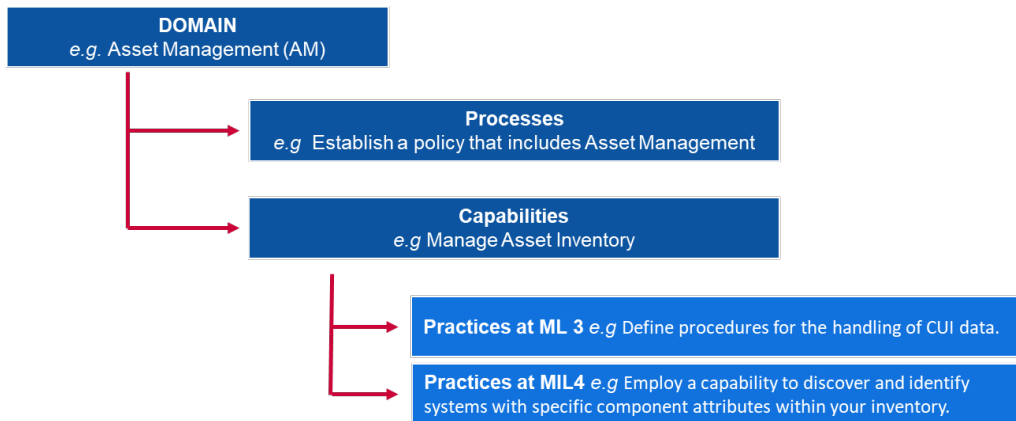 DOMAIN
e.g. Asset Management (AM)
Processes
e.g Establish a policy that includes Asset Management
Capabilities
e.g Manage Asset Inventory
Practices at ML 3 e.g Define procedures for the handling of CUI data.
Practices at MIL4 e.g Employ a capability to discover and identify
systems with specific component attributes within your inventory.